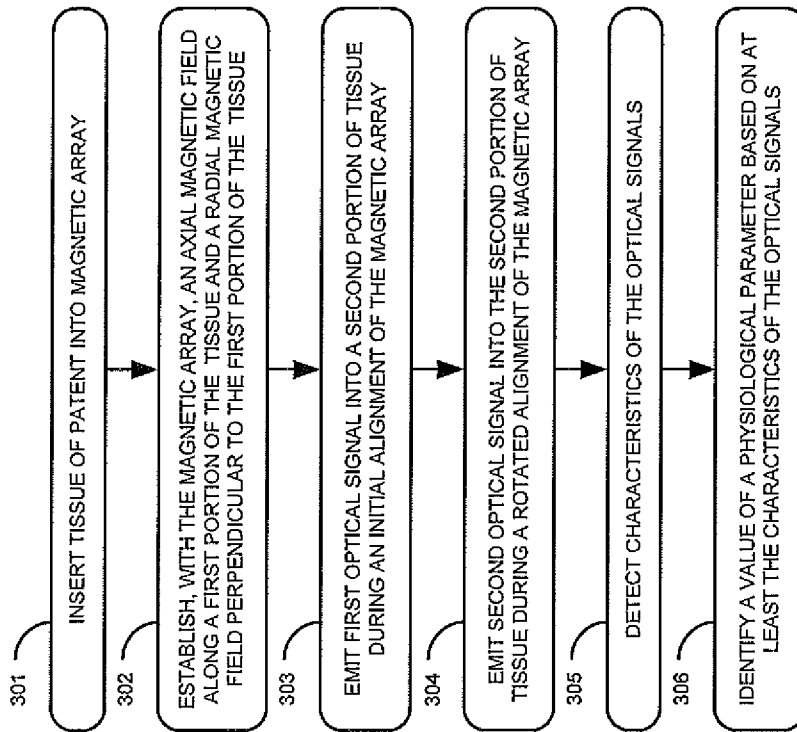 301
INSERT TISSUE OF PATENT INTO MAGNETIC ARRAY
302
ESTABLISH, WITH THE MAGNETIC ARRAY, AN AXIAL MAGNETIC FIELD
ALONG A FIRST PORTION OF THE TISSUE AND A RADIAL MAGNETIC
FIELD PERPENDICULAR TO THE FIRST PORTION OF THE TISSUE
303
EMIT FIRST OPTICAL SIGNAL INTO A SECOND PORTION OF TISSUE
DURING AN INITIAL ALIGNMENT OF THE MAGNETIC ARRAY
304
EMIT SECOND OPTICAL SIGNAL INTO THE SECOND PORTION OF
TISSUE DURING A ROTATED ALIGNMENT OF THE MAGNETIC ARRAY
305
DETECT CHARACTERISTICS OF THE OPTICAL SIGNALS
306
IDENTIFY A VALUE OF A PHYSIOLOGICAL PARAMETER BASED ON AT
LEAST THE CHARACTERISTICS OF THE OPTICAL SIGNALS